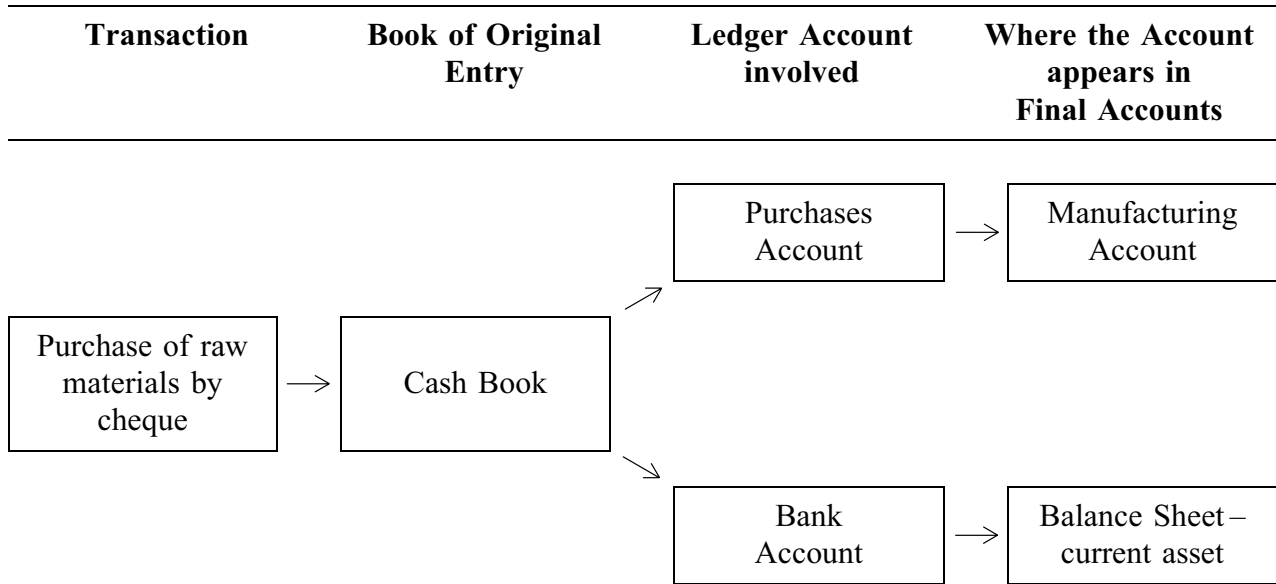 Transaction
Book of Original
Entry
Ledger Account
involved
Where the Account
appears in
Final Accounts
Purchases
Account
Manufacturing
Account
Purchase of raw
materials by
cheque
Cash Book
Bank
Account
Balance Sheet –
current asset